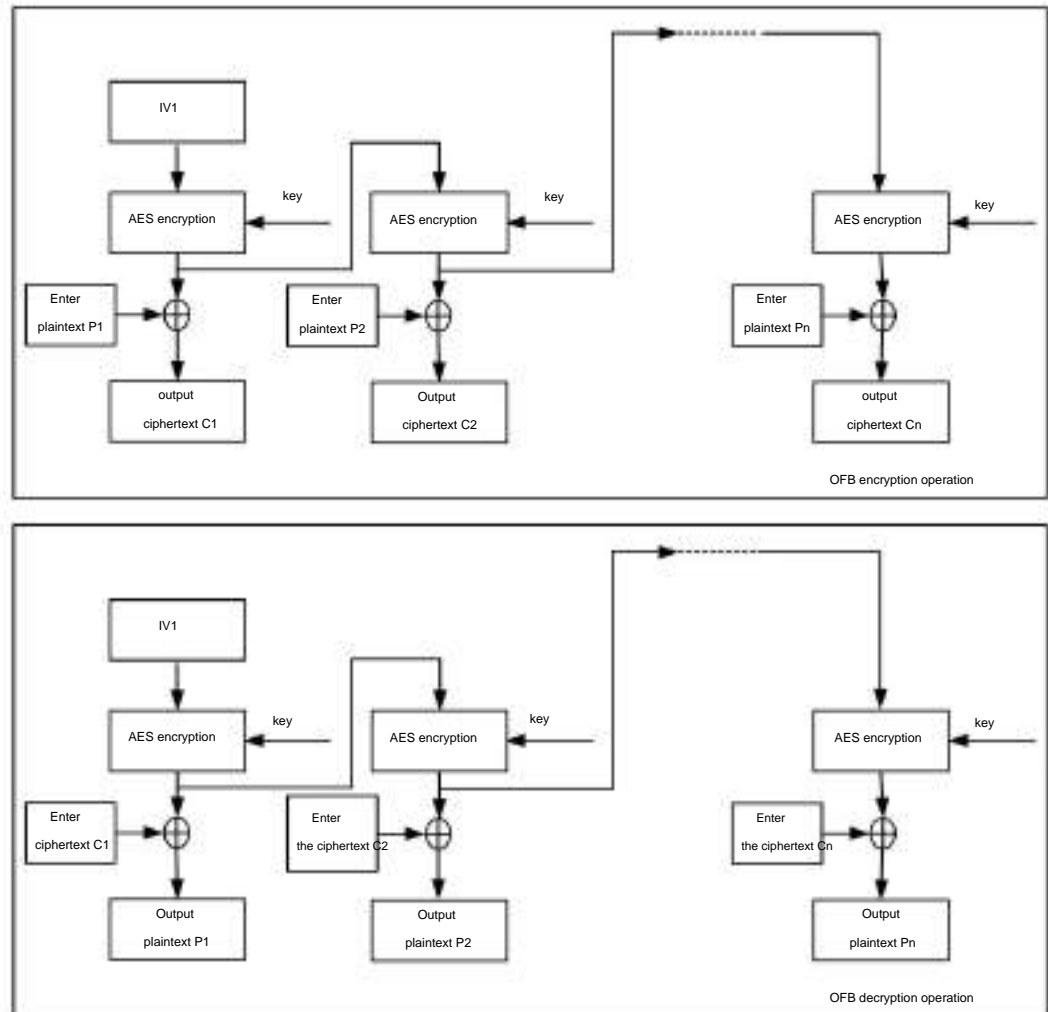 IV1
key
key
key
AES encryption
AES encryption
AES encryption
Enter
plaintext P1
Enter
plaintext P2
Enter
plaintext Pn
output
ciphertext C1
Output
ciphertext C2
output
ciphertext Cn
OFB encryption operation
IV1
key
key
key
AES encryption
AES encryption
AES encryption
Enter
ciphertext C1
Enter
the ciphertext C2
Enter
the ciphertext Cn
Output
plaintext P1
Output
plaintext P2
Output
plaintext Pn
OFB decryption operation